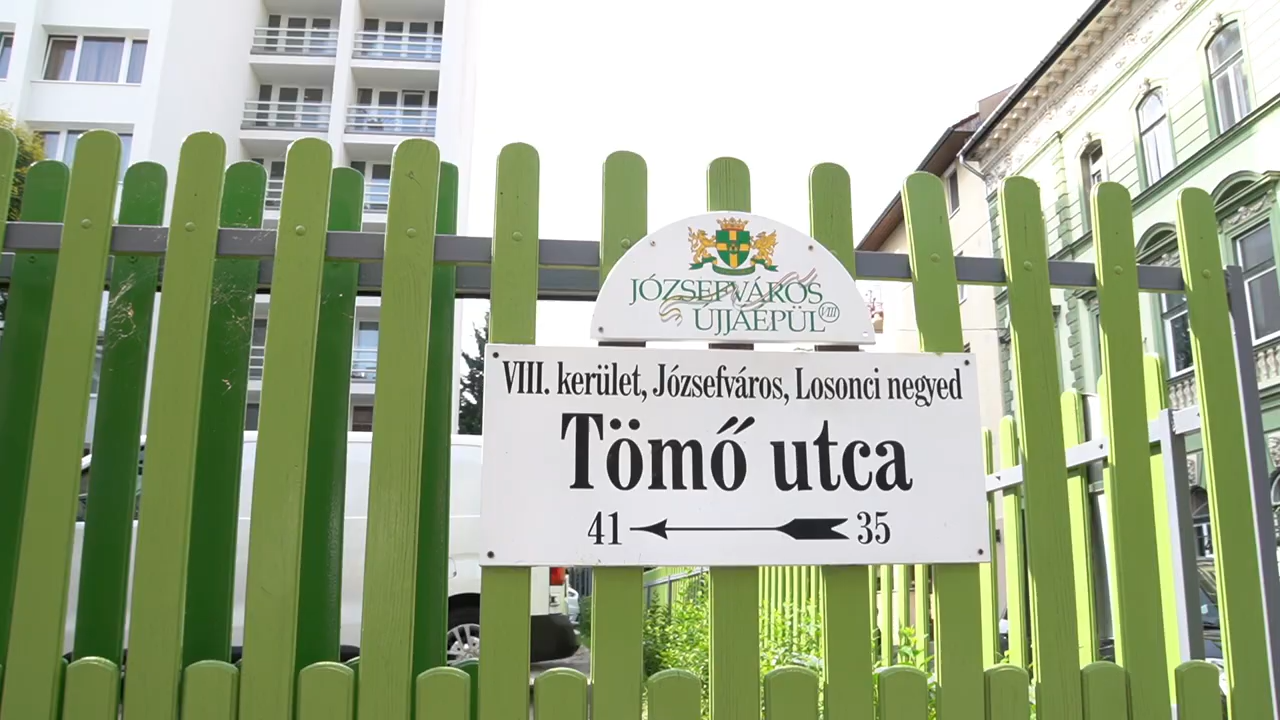 JÓZSEFVÁROS
ÚJJÁÉPÜL VIII
VIII. kerület, Józsefváros, Losonci negyed
Tömő utca
41 35